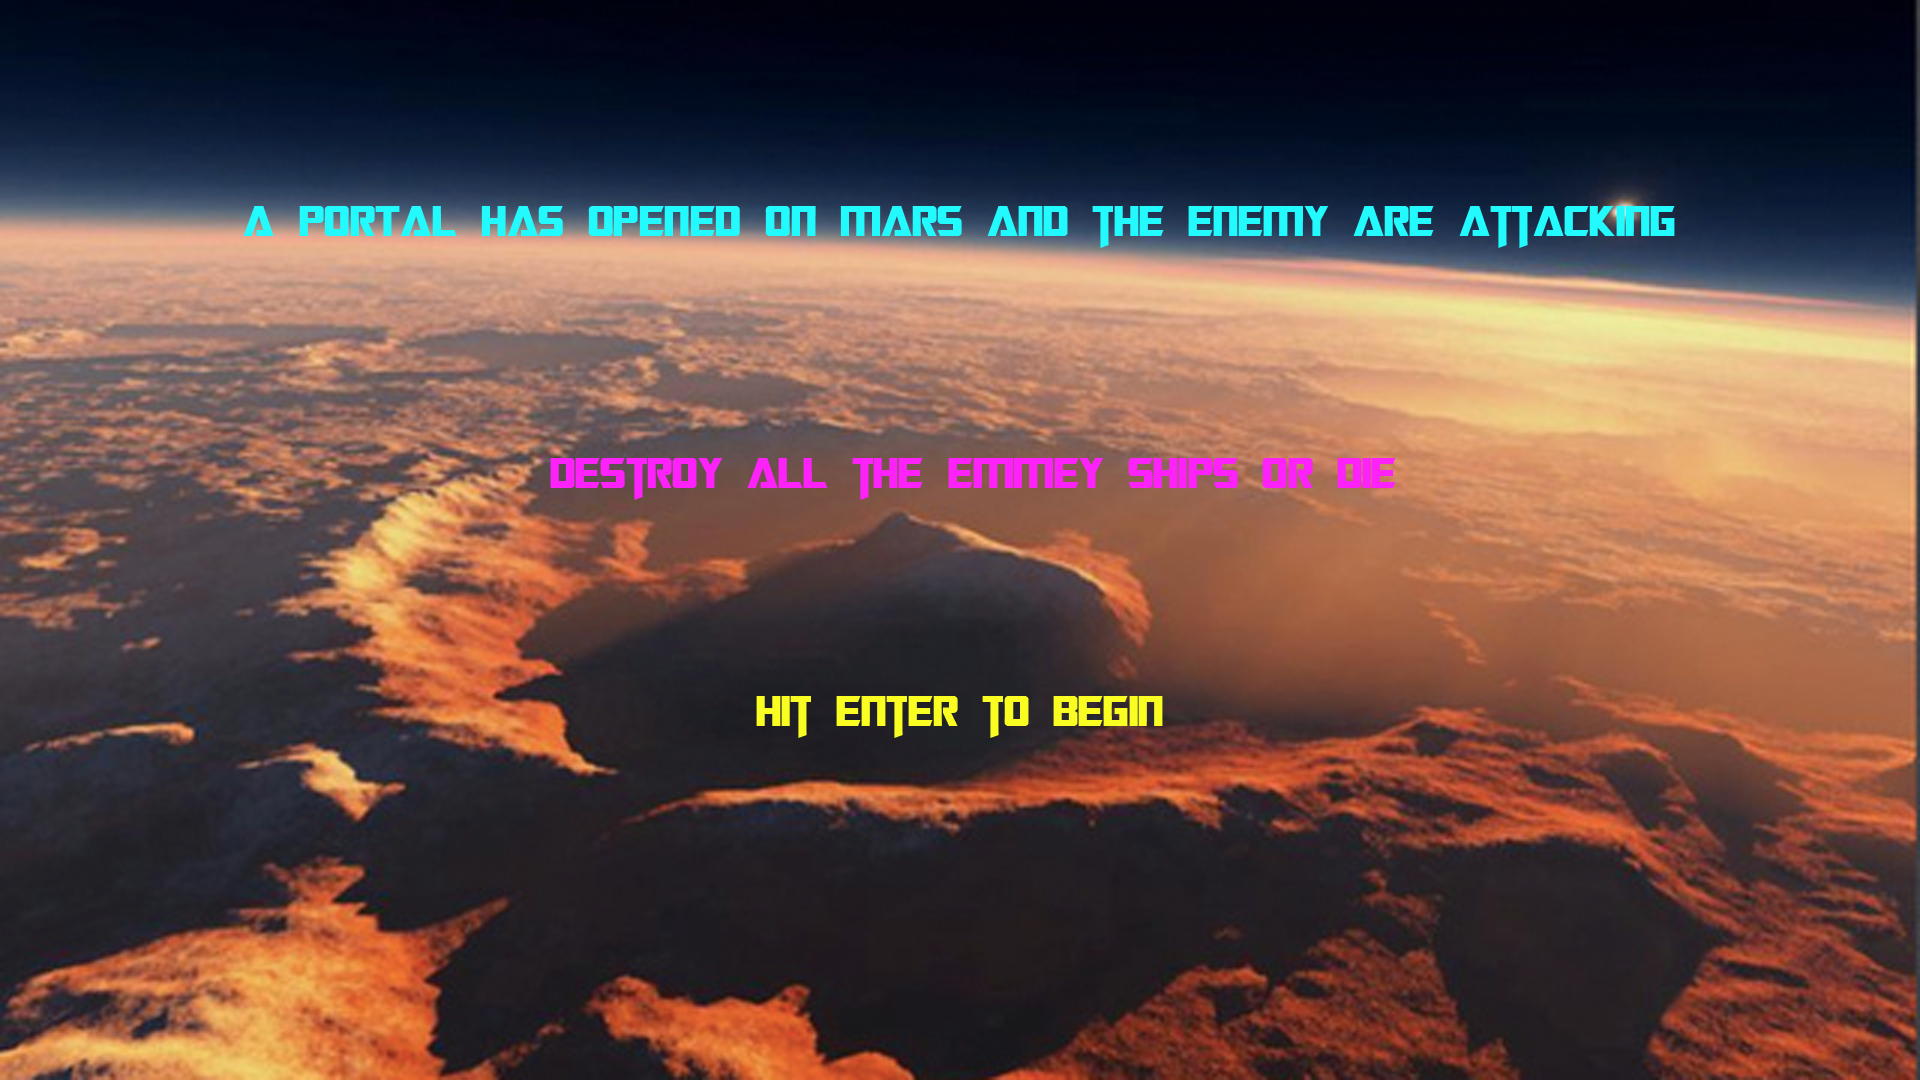 A PORTAL HAS OPENED ON MARS AND THE ENEMY ARE ATTACKING
DESTROY ALL THE EMMEY SHIPS OR DIE
HIT ENTER TO BEGIN